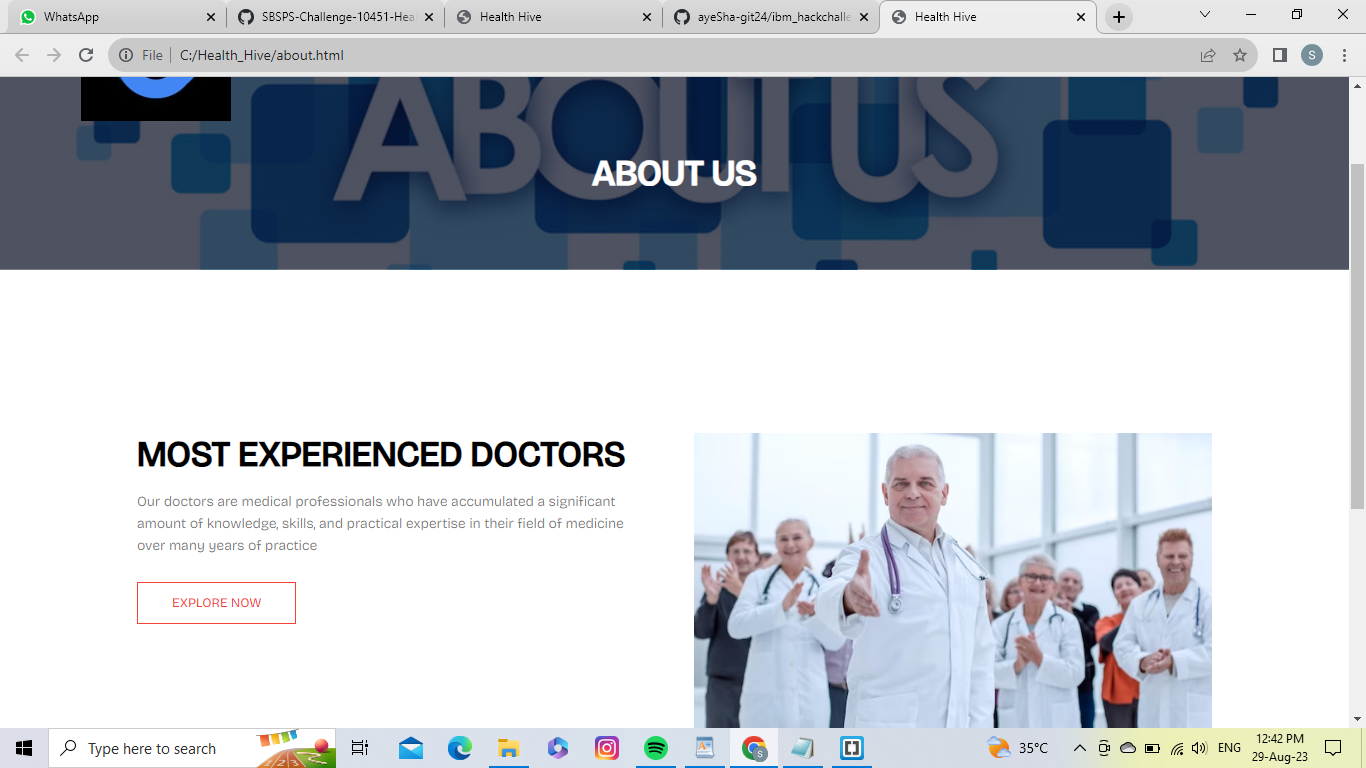 WhatsApp
SBSPS-Challenge-10451-Hea
Health Hive
ayeSha-git24/ibm_hackchalle
Health Hive
File
C:/Health_Hive/about.html
S
ABOUT US
ABOUT US
MOST EXPERIENCED DOCTORS
Our doctors are medical professionals who have accumulated a significant
amount of knowledge, skills, and practical expertise in their field of medicine
over many years of practice
EXPLORE NOW
Type here to search
S
35°C
ENG
12:42 PM
29-Aug-23